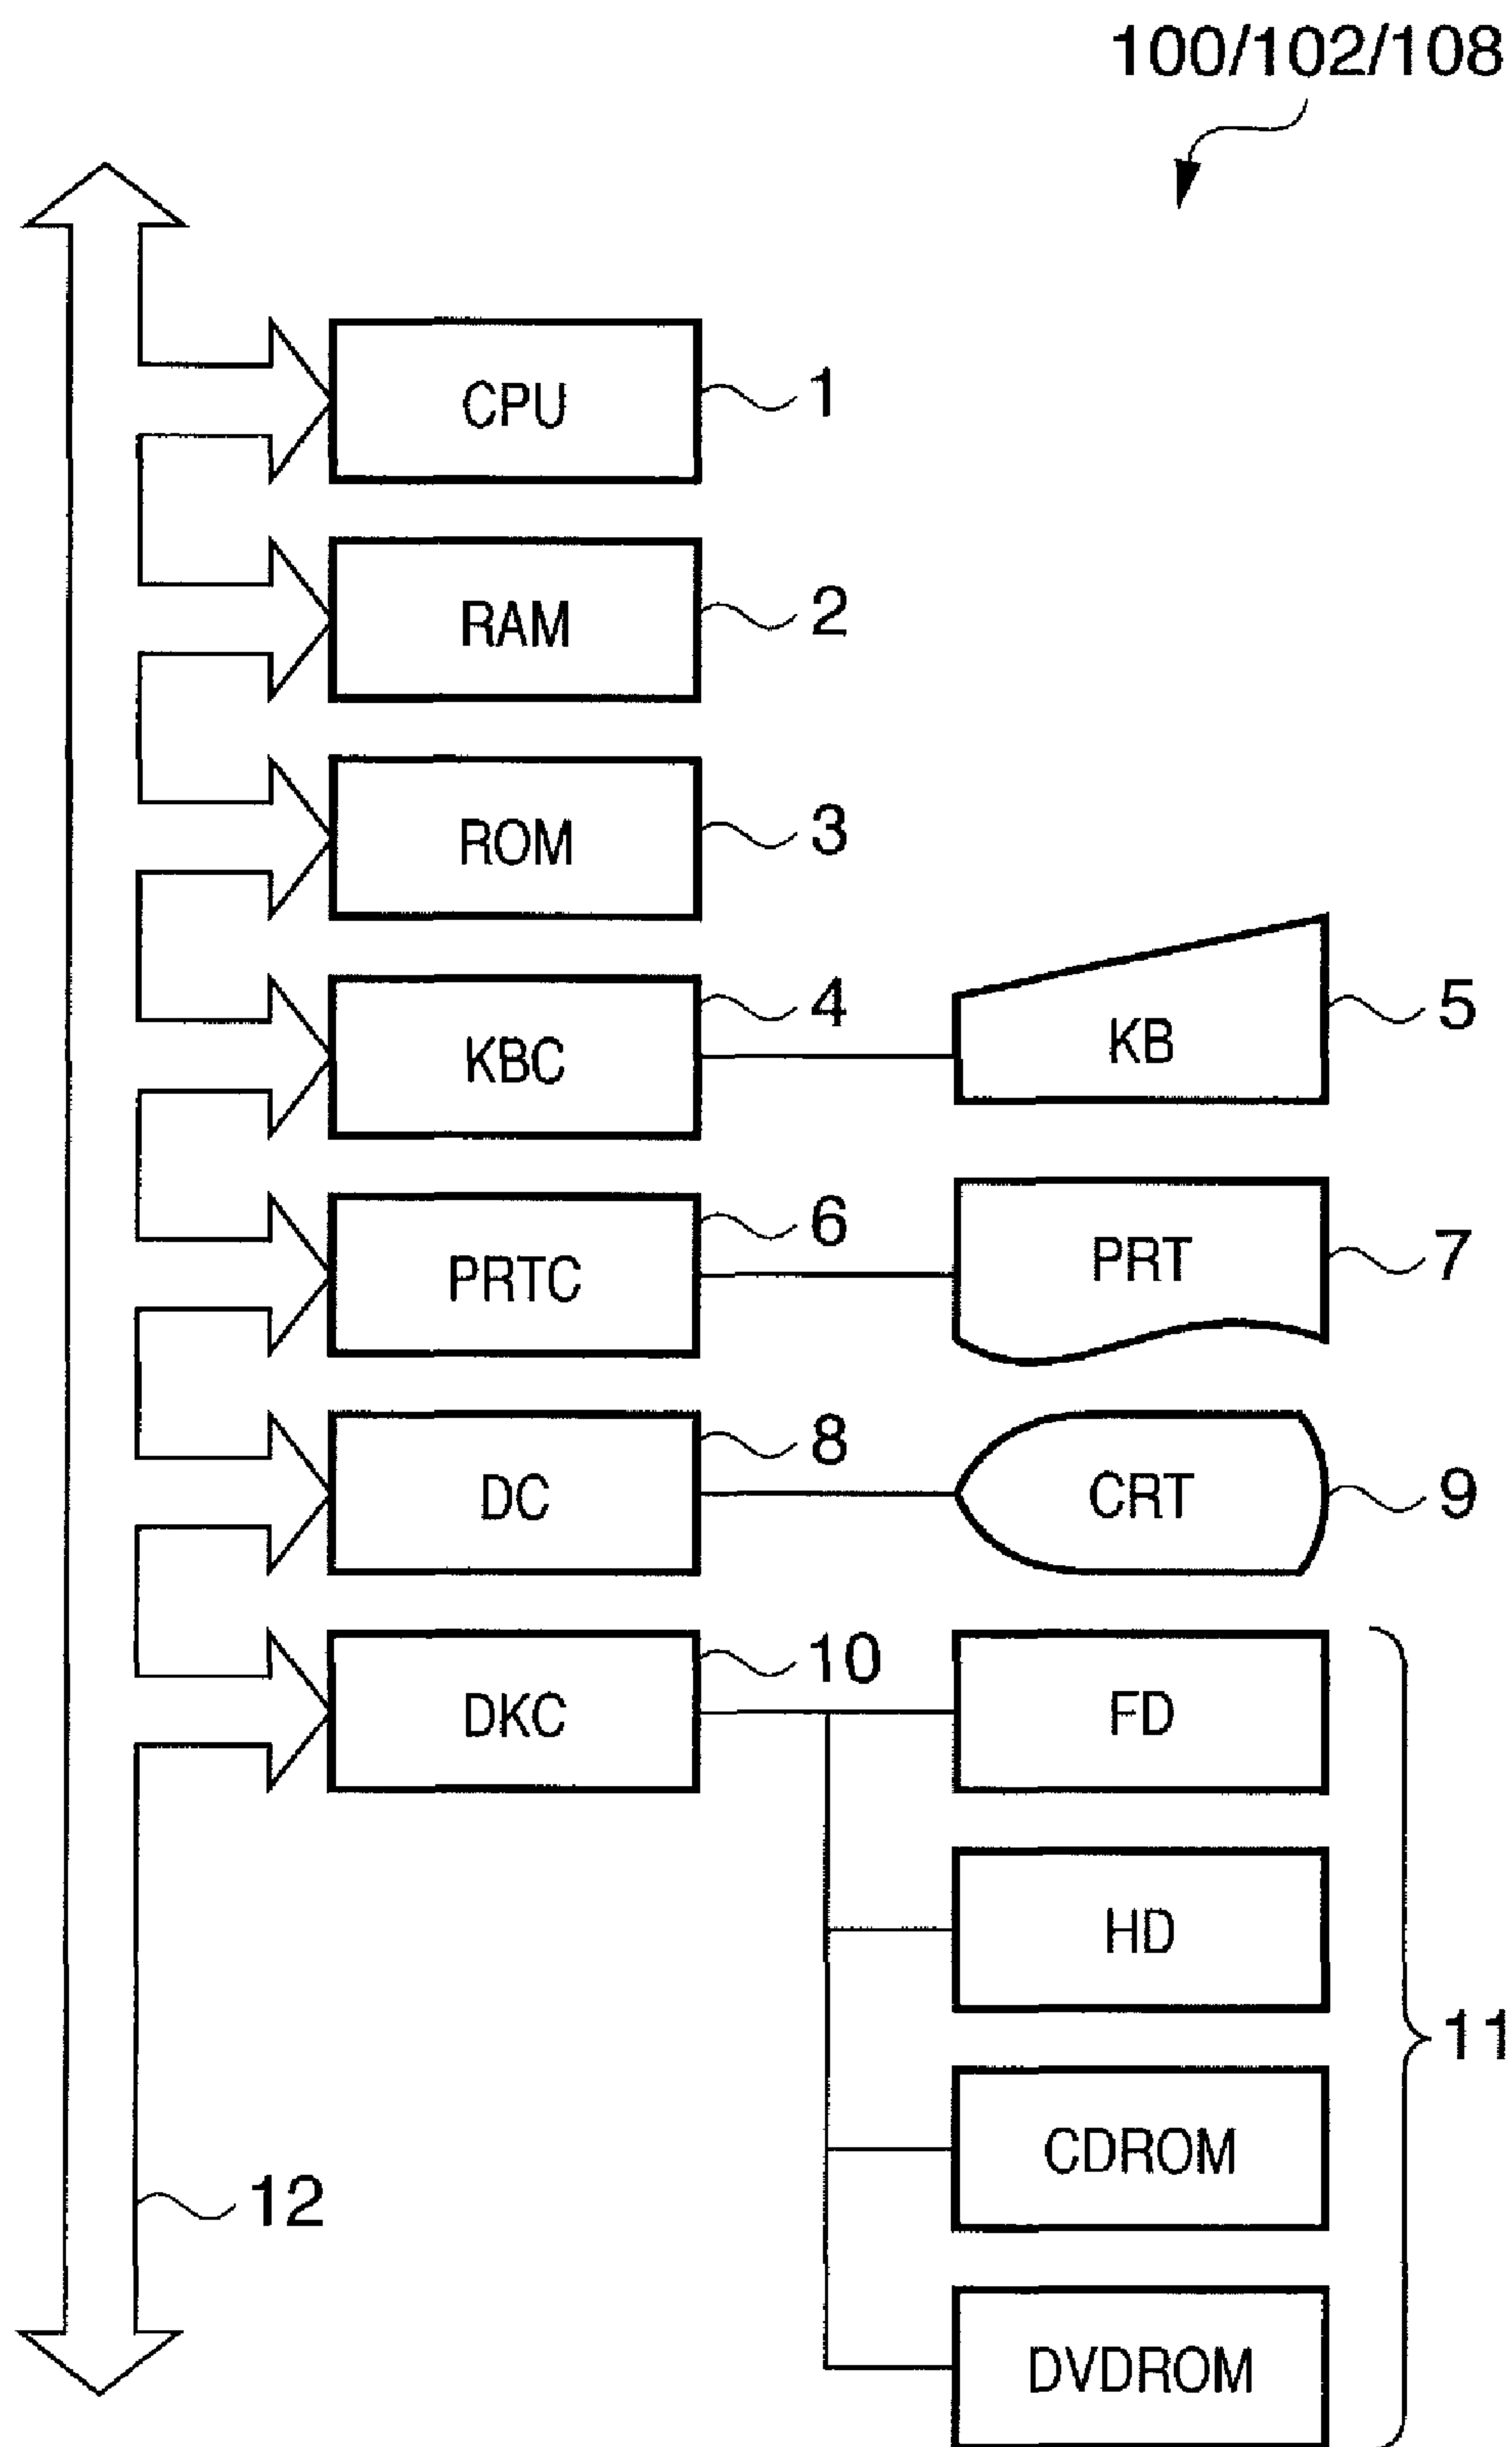 100/102/108
CPU 1
RAM 2
ROM 3
KBC 4
KB 5
PRTC 6
PRT 7
DC 8
CRT 9
DKC 10
FD
HD
11
CDROM
12
DVDROM